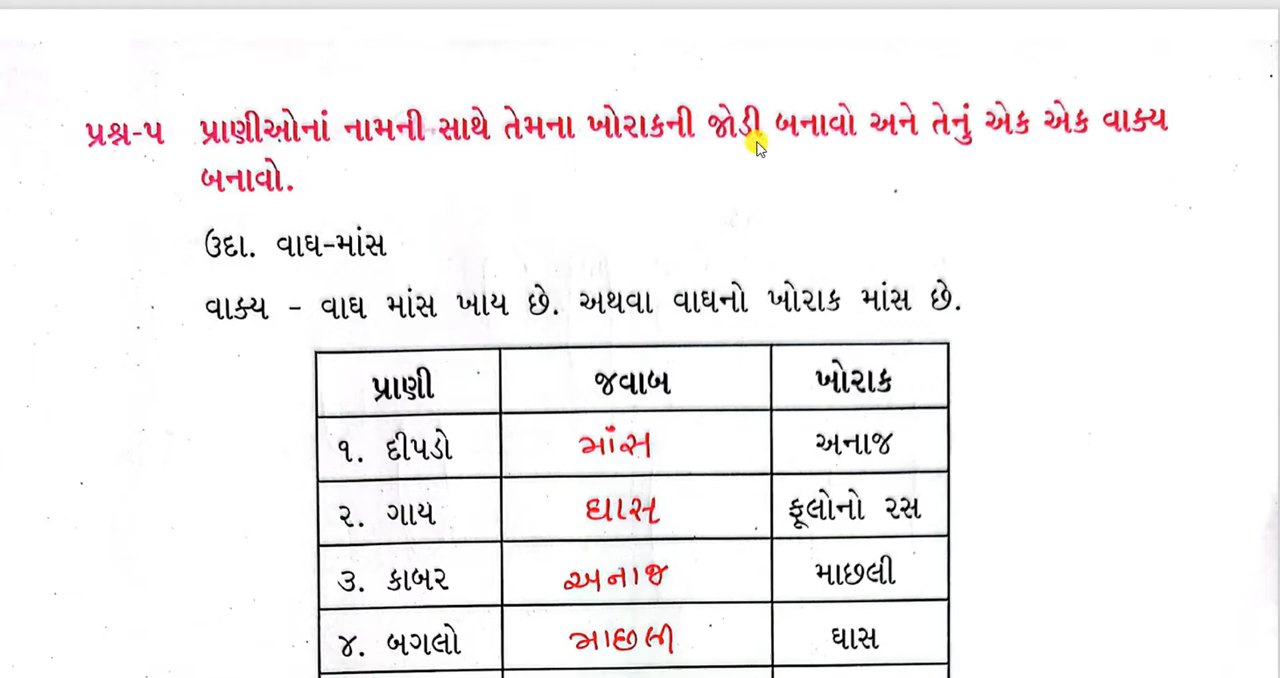 પ્રશ્ન-૫ પ્રાણીઓનાં નામની સાથે તેમના ખોરાકની જોડી બનાવો અને તેનું એક એક વાક્ય
બનાવો.
ઉદા. વાઘ-માંસ
વાક્ય - વાઘ માંસ ખાય છે. અથવા વાઘનો ખોરાક માંસ છે.
પ્રાણી જવાબ ખોરાક
૧. દીપડો માંસ અનાજ
૨. ગાય ઘાસ ફૂલોનો રસ
૩. કાબર અનાજ માછલી
૪. બગલો માછલી ઘાસ